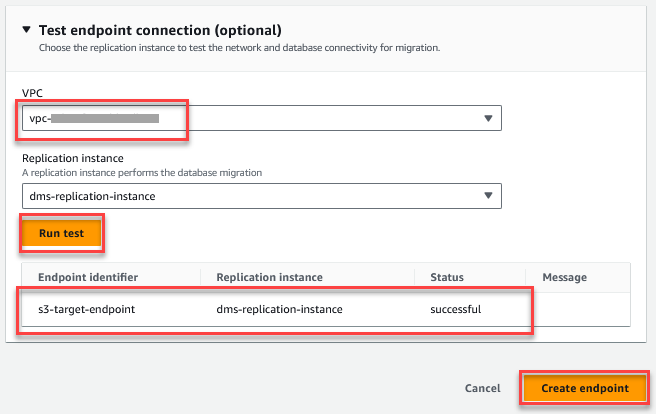 Test endpoint connection (optional)
Choose the replication instance to test the network and database connectivity for migration.
VPC
vpc-
Replication instance
A replication instance performs the database migration
dms-replication-instance
Run test
Endpoint identifier Replication instance Status Message
s3-target-endpoint dms-replication-instance successful
Cancel Create endpoint